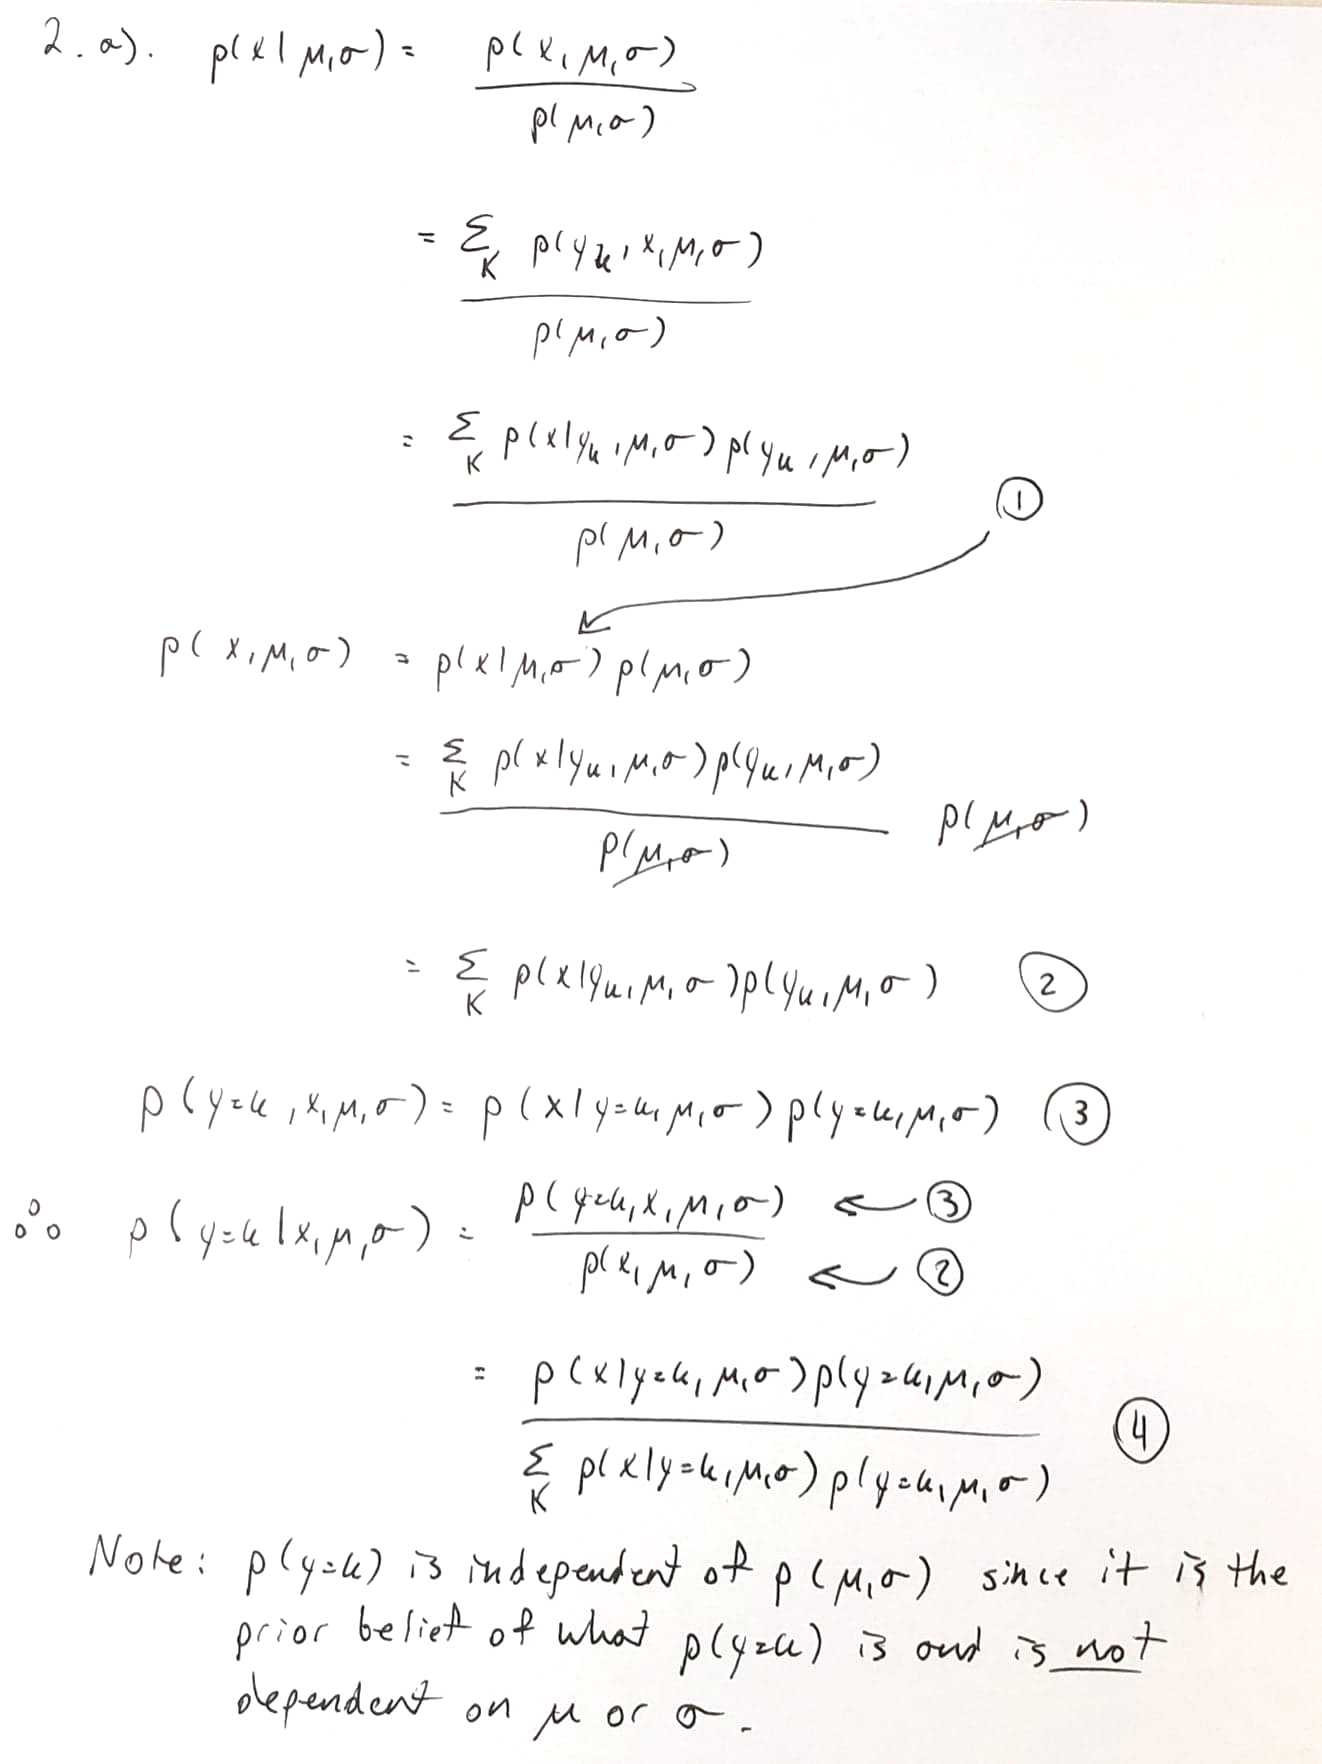 2. a). p(x|μ,σ) = p(x,μ,σ)
p(μ,σ)
= Σ_K p(y_k, x,μ,σ)
p(μ,σ)
= Σ_K p(x|y_k,μ,σ)p(y_k,μ,σ)
①
p(μ,σ)
p(x,μ,σ) = p(x|μ,σ)p(μ,σ)
= Σ_K p(x|y_k,μ,σ)p(y_k,μ,σ)
p(μ,σ)
p(μ,σ)
= Σ_K p(x|y_k,μ,σ)p(y_k,μ,σ) ②
p(y=k,x,μ,σ) = p(x|y=k,μ,σ)p(y=k,μ,σ) ③
∴ p(y=k|x,μ,σ) = p(y=k,x,μ,σ) ← ③
p(x,μ,σ) ← ②
= p(x|y=k,μ,σ)p(y=k,μ,σ)
④
Σ_K p(x|y=k,μ,σ)p(y=k,μ,σ)
Note: p(y=k) is independent of p(μ,σ) since it is the
prior belief of what p(y=k) is and is not
dependent on μ or σ.